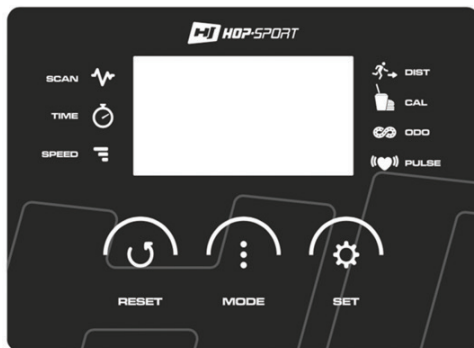 HOP-SPORT
SCAN
TIME
SPEED
DIST
CAL
ODO
PULSE
RESET
MODE
SET